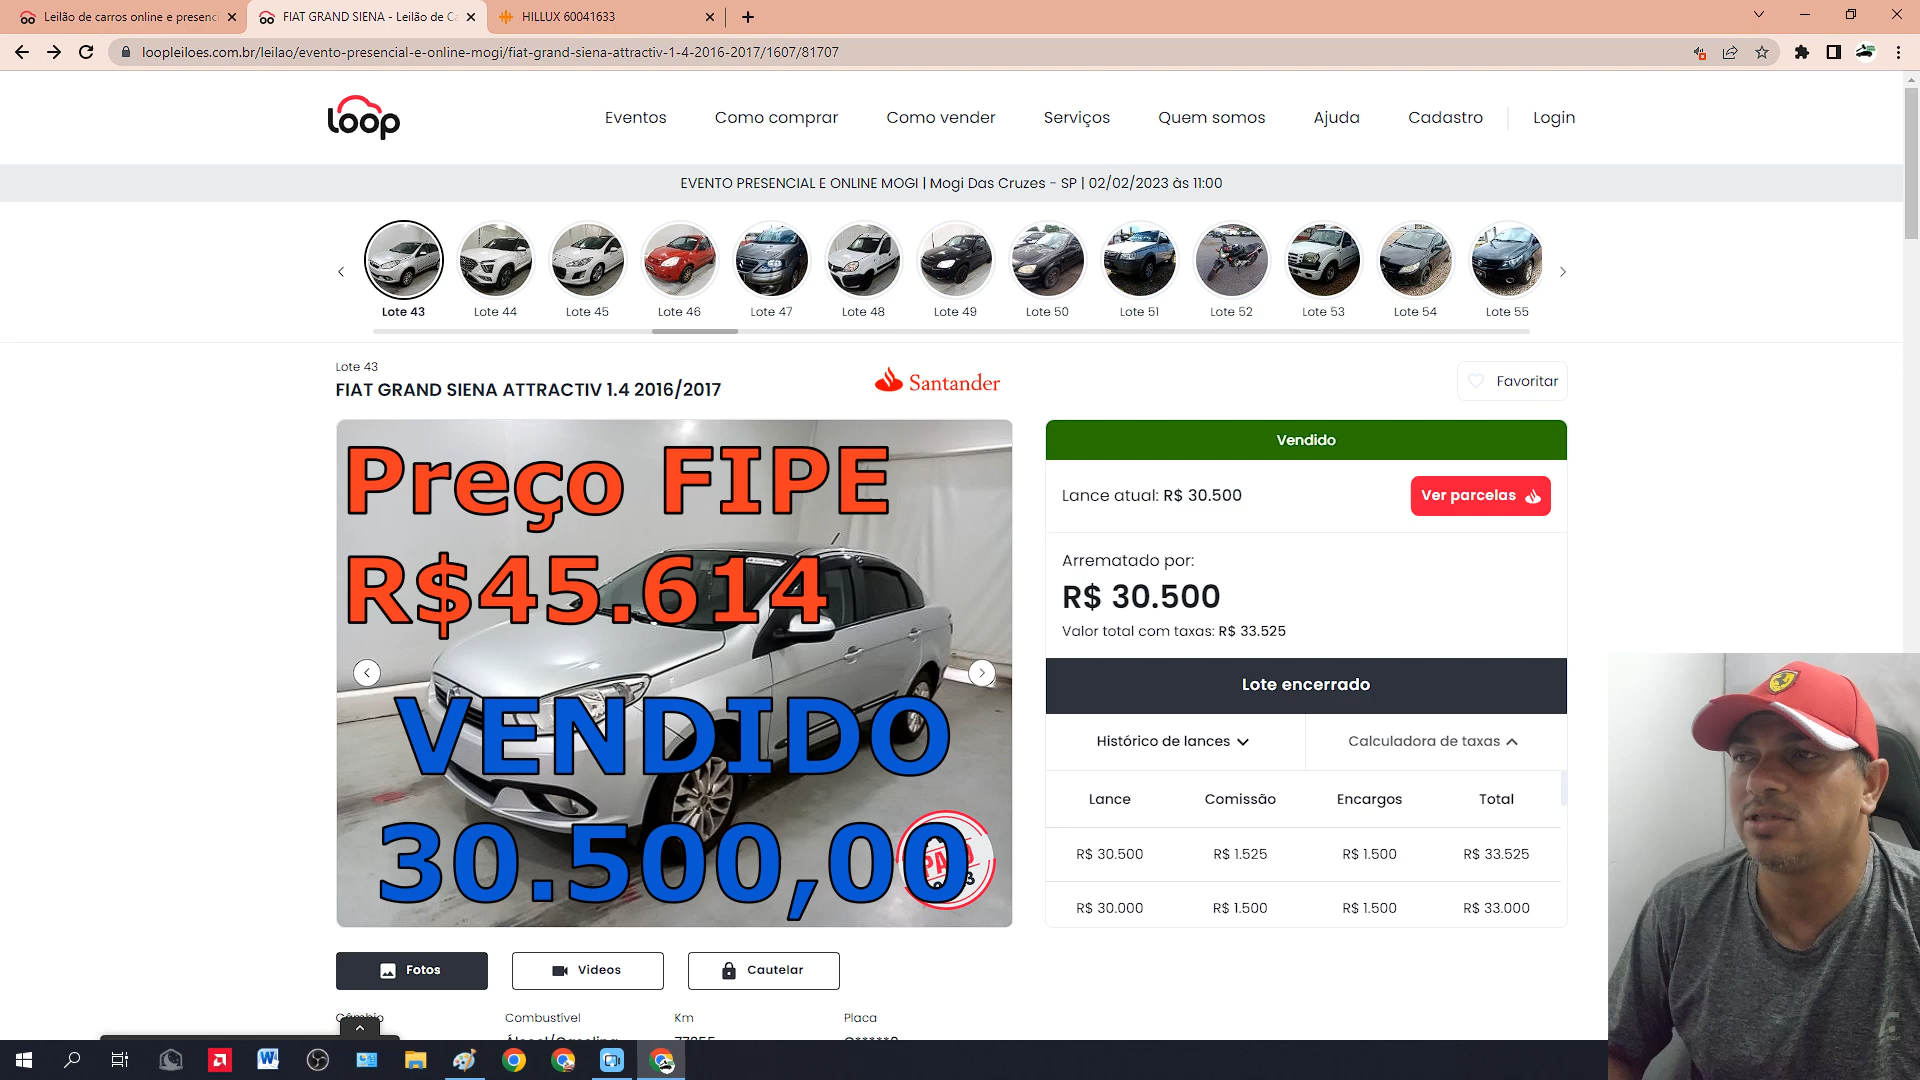 Leilão de carros online e presenc
FIAT GRAND SIENA - Leilão de Ca
HILLUX 60041633
loopleiloes.com.br/leilao/evento-presencial-e-online-mogi/fiat-grand-siena-attractiv-1-4-2016-2017/1607/81707
loop
Eventos
Como comprar
Como vender
Serviços
Quem somos
Ajuda
Cadastro
Login
EVENTO PRESENCIAL E ONLINE MOGI | Mogi Das Cruzes - SP | 02/02/2023 às 11:00
Lote 43
Lote 44
Lote 45
Lote 46
Lote 47
Lote 48
Lote 49
Lote 50
Lote 51
Lote 52
Lote 53
Lote 54
Lote 55
Lote 43
FIAT GRAND SIENA ATTRACTIV 1.4 2016/2017
Santander
Favoritar
Preço FIPE
R$45.614
VENDIDO
30.500,00
Vendido
Lance atual: R$ 30.500
Ver parcelas
Arrematado por:
R$ 30.500
Valor total com taxas: R$ 33.525
Lote encerrado
Histórico de lances
Calculadora de taxas
Lance Comissão Encargos Total
R$ 30.500 R$ 1.525 R$ 1.500 R$ 33.525
R$ 30.000 R$ 1.500 R$ 1.500 R$ 33.000
Fotos
Videos
Cautelar
Câmbio
Combustível
Km
Placa